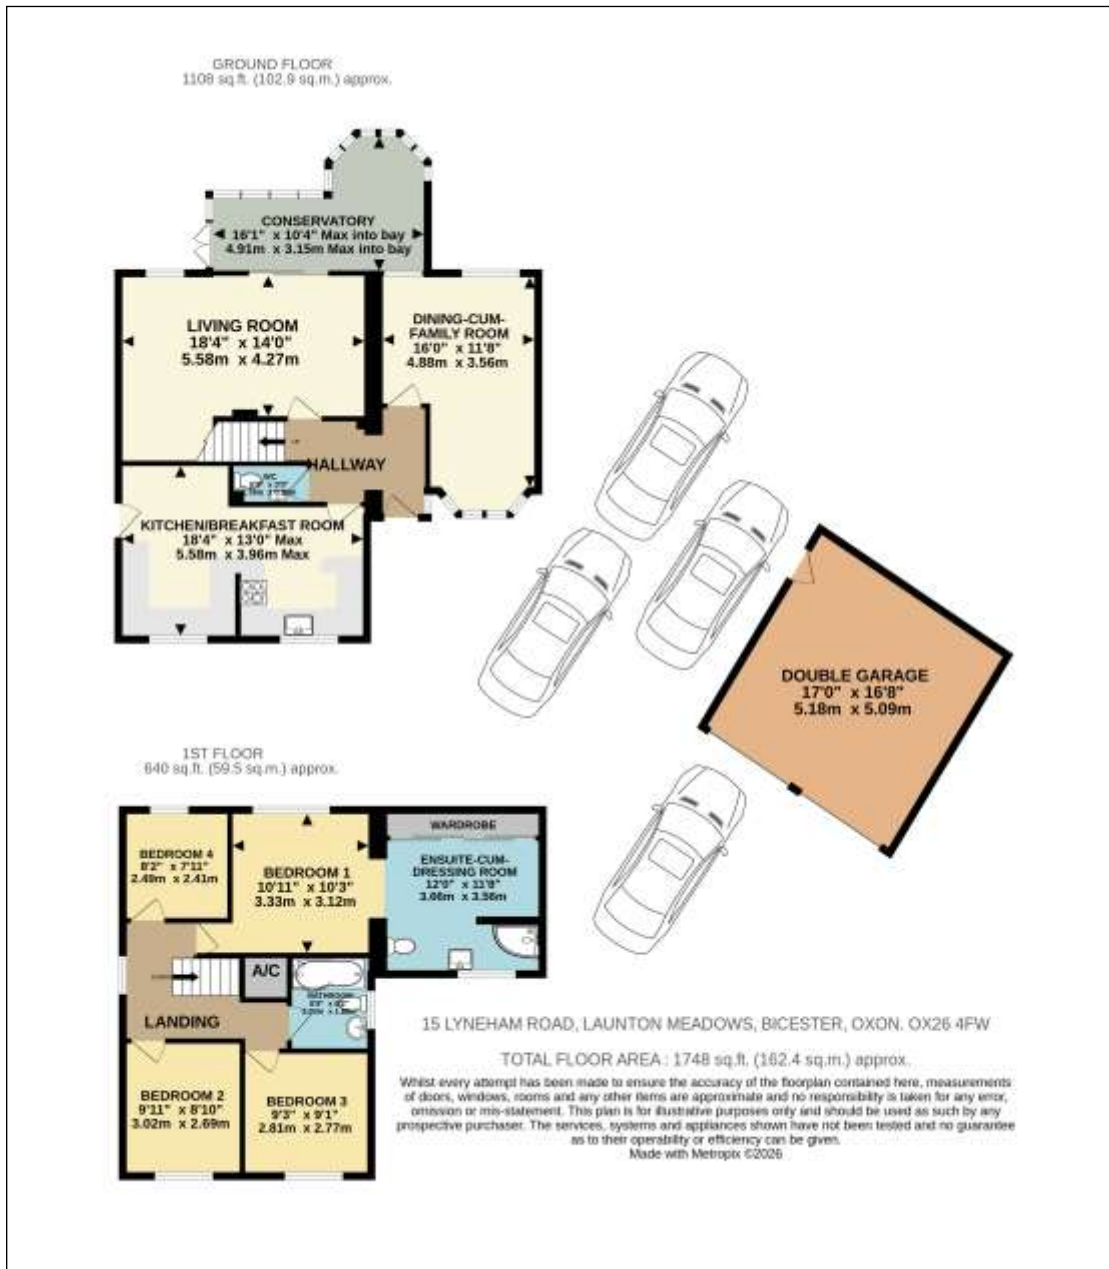 GROUND FLOOR
1108 sq.ft. (102.9 sq.m.) approx.
CONSERVATORY
16'1" x 10'4" Max into bay
4.91m x 3.15m Max into bay
LIVING ROOM
18'4" x 14'0"
5.58m x 4.27m
DINING-CUM-
FAMILY ROOM
16'0" x 11'8"
4.88m x 3.56m
UP
HALLWAY
WC
KITCHEN/BREAKFAST ROOM
18'4" x 13'0" Max
5.58m x 3.96m Max
DOUBLE GARAGE
17'0" x 16'8"
5.18m x 5.09m
1ST FLOOR
640 sq.ft. (59.5 sq.m.) approx.
WARDROBE
BEDROOM 4
8'2" x 7'11"
2.49m x 2.41m
BEDROOM 1
10'11" x 10'3"
3.33m x 3.12m
ENSUITE-CUM-
DRESSING ROOM
12'0" x 11'8"
3.66m x 3.56m
A/C
BATHROOM
LANDING
BEDROOM 2
9'11" x 8'10"
3.02m x 2.69m
BEDROOM 3
9'3" x 9'1"
2.81m x 2.77m
15 LYNEHAM ROAD, LAUNTON MEADOWS, BICESTER, OXON. OX26 4FW
TOTAL FLOOR AREA : 1748 sq.ft. (162.4 sq.m.) approx.
Whilst every attempt has been made to ensure the accuracy of the floorplan contained here, measurements
of doors, windows, rooms and any other items are approximate and no responsibility is taken for any error,
omission or mis-statement. This plan is for illustrative purposes only and should be used as such by any
prospective purchaser. The services, systems and appliances shown have not been tested and no guarantee
as to their operability or efficiency can be given.
Made with Metropix ©2026